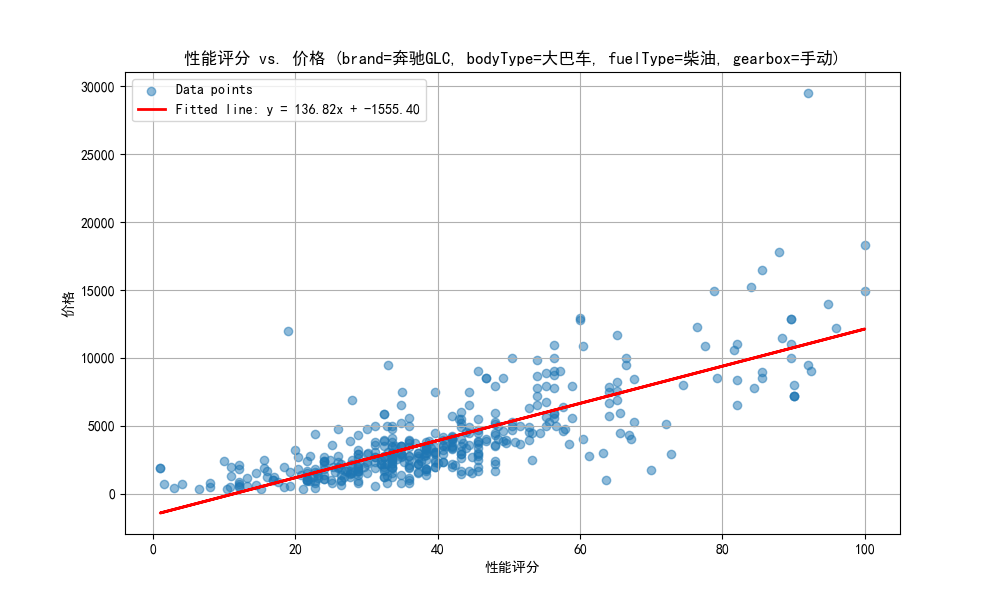 性能评分 vs. 价格 (brand=奔驰GLC, bodyType=大巴车, fuelType=柴油, gearbox=手动)
Data points
Fitted line: y = 136.82x + -1555.40
30000
25000
20000
15000
10000
5000
0
价格
0 20 40 60 80 100
性能评分